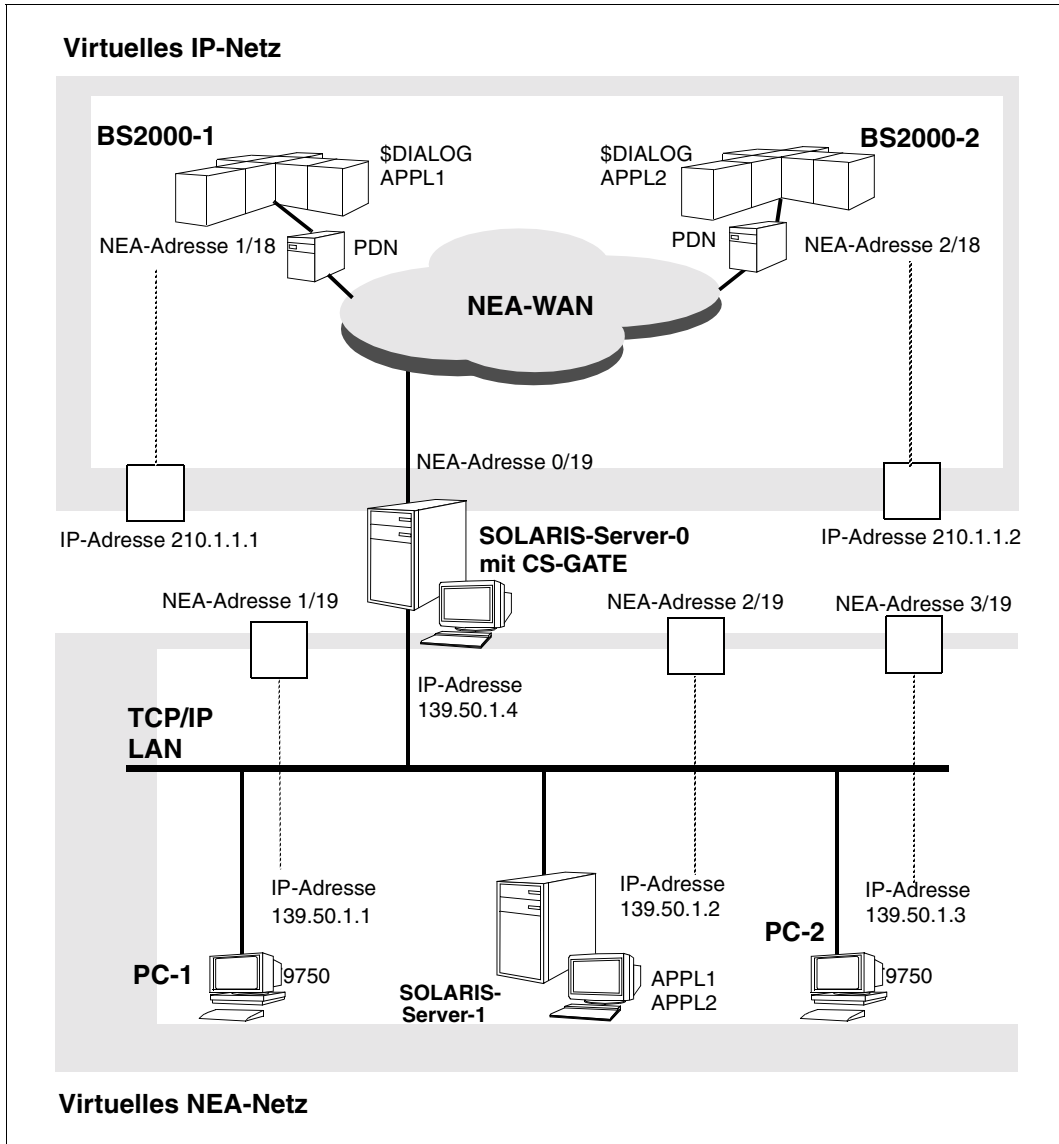 Virtuelles IP-Netz
BS2000-1
$DIALOG
APPL1
$DIALOG
APPL2
BS2000-2
NEA-Adresse 1/18
PDN
PDN
NEA-Adresse 2/18
NEA-WAN
NEA-Adresse 0/19
IP-Adresse 210.1.1.1
SOLARIS-Server-0
mit CS-GATE
IP-Adresse 210.1.1.2
NEA-Adresse 1/19
NEA-Adresse 2/19
NEA-Adresse 3/19
IP-Adresse
139.50.1.4
TCP/IP
LAN
IP-Adresse
139.50.1.1
IP-Adresse
139.50.1.2
IP-Adresse
139.50.1.3
PC-1
9750
SOLARIS-
Server-1
APPL1
APPL2
PC-2
9750
Virtuelles NEA-Netz